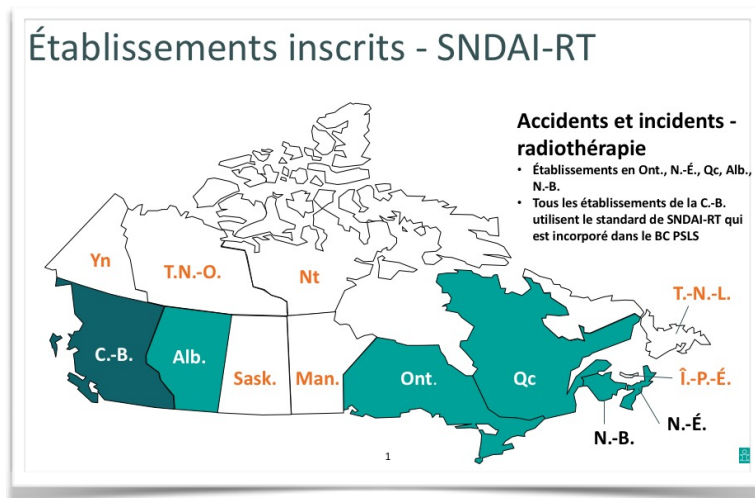 Établissements inscrits - SNDAI-RT
Accidents et incidents -
radiothérapie
• Établissements en Ont., N.-É., Qc, Alb.,
N.-B.
• Tous les établissements de la C.-B.
utilisent le standard de SNDAI-RT qui
est incorporé dans le BC PSLS
Yn
T.N.-O.
Nt
T.-N.-L.
C.-B.
Alb.
Sask.
Man.
Ont.
Qc
Î.-P.-É.
N.-É.
N.-B.
1